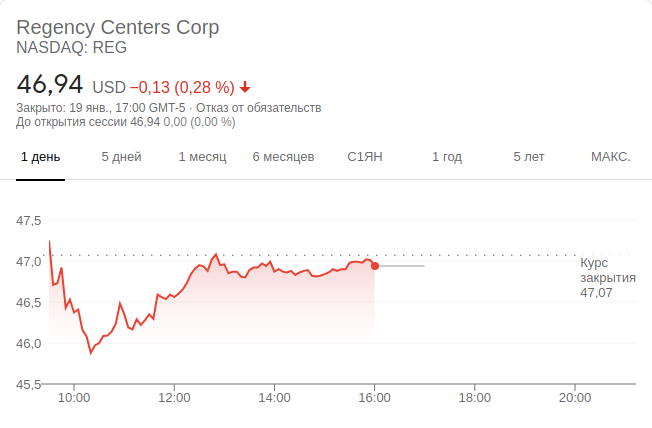 Regency Centers Corp
NASDAQ: REG
46,94 USD −0,13 (0,28 %)
Закрыто: 19 янв., 17:00 GMT-5 · Отказ от обязательств
До открытия сессии 46,94 0,00 (0,00 %)
1 день 5 дней 1 месяц 6 месяцев С1ЯН 1 год 5 лет МАКС.
47,5
47,0
46,5
46,0
45,5
Курс
закрытия
47,07
10:00 12:00 14:00 16:00 18:00 20:00